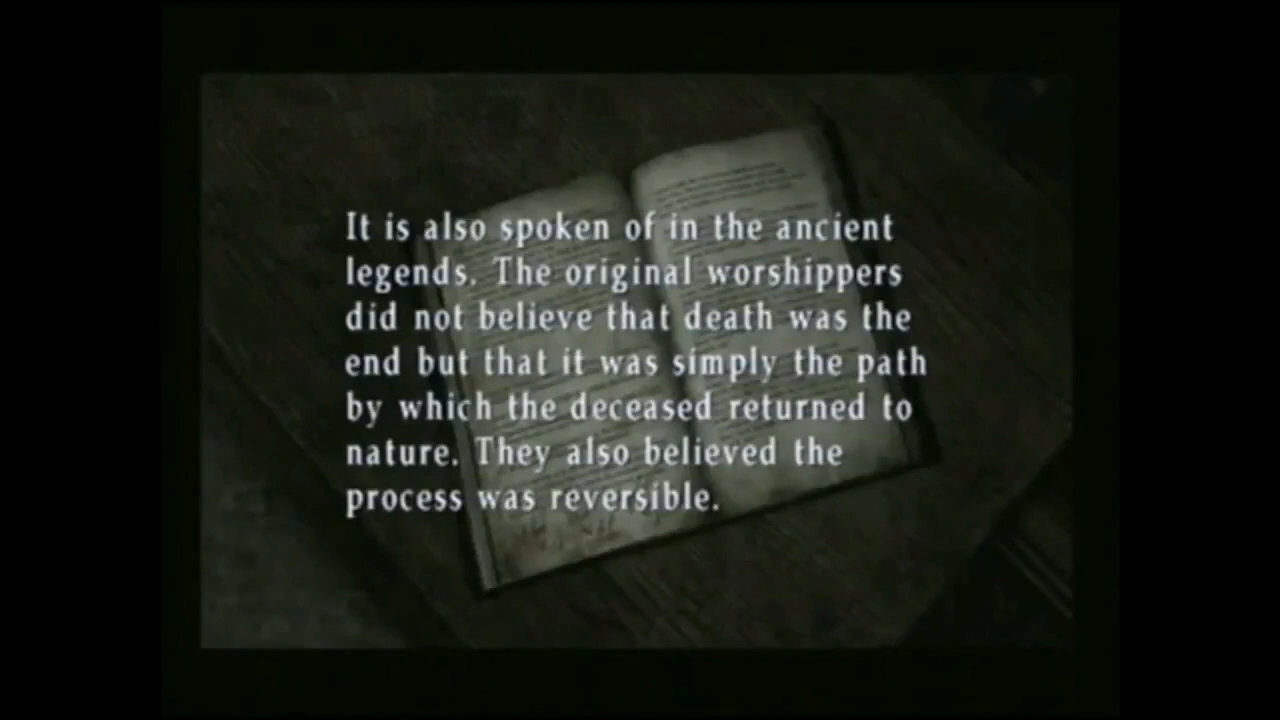 It is also spoken of in the ancient
legends. The original worshippers
did not believe that death was the
end but that it was simply the path
by which the deceased returned to
nature. They also believed the
process was reversible.